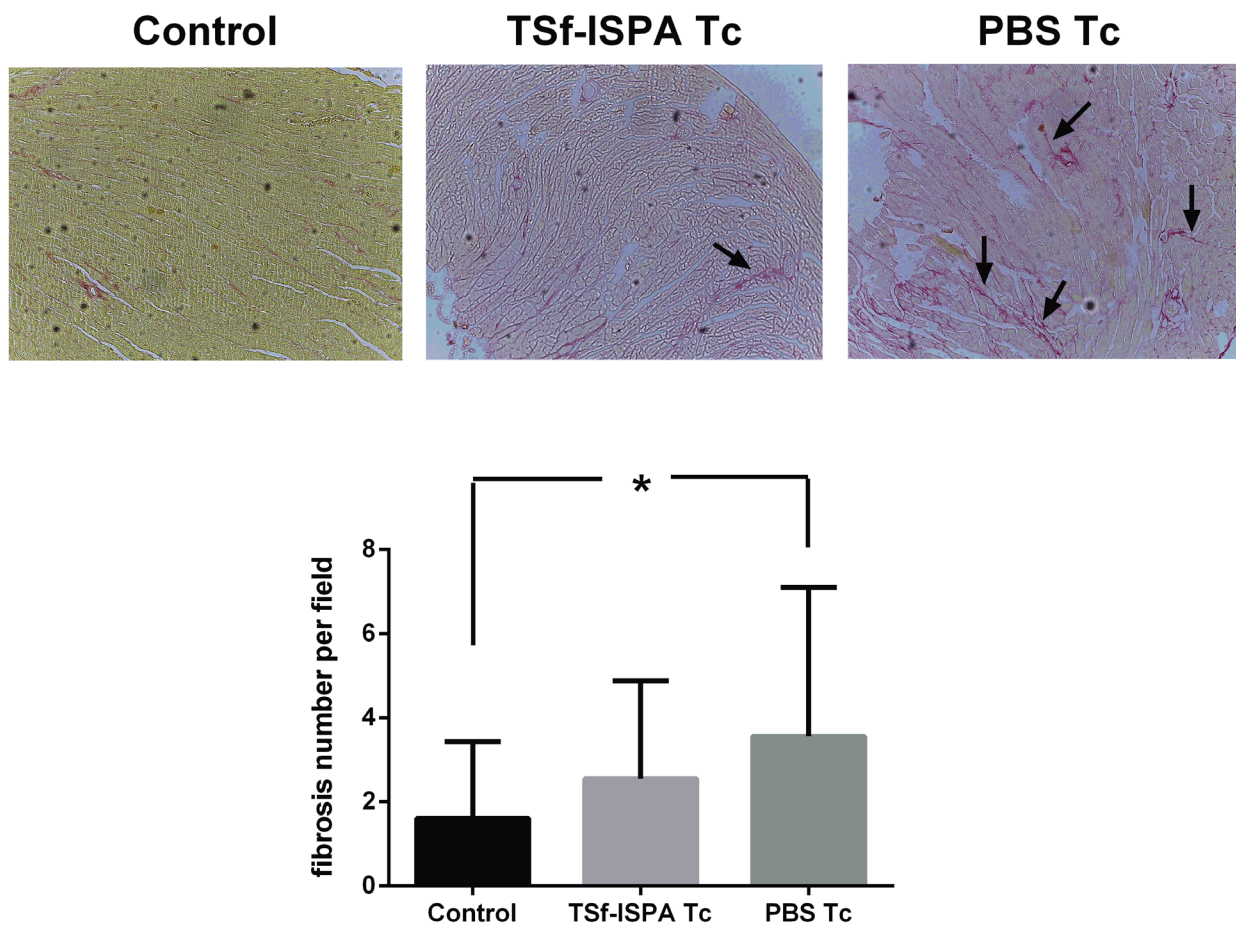 Control
TSf-ISPA Tc
PBS Tc
*
fibrosis number per field
8
6
4
2
0
Control
TSf-ISPA Tc
PBS Tc